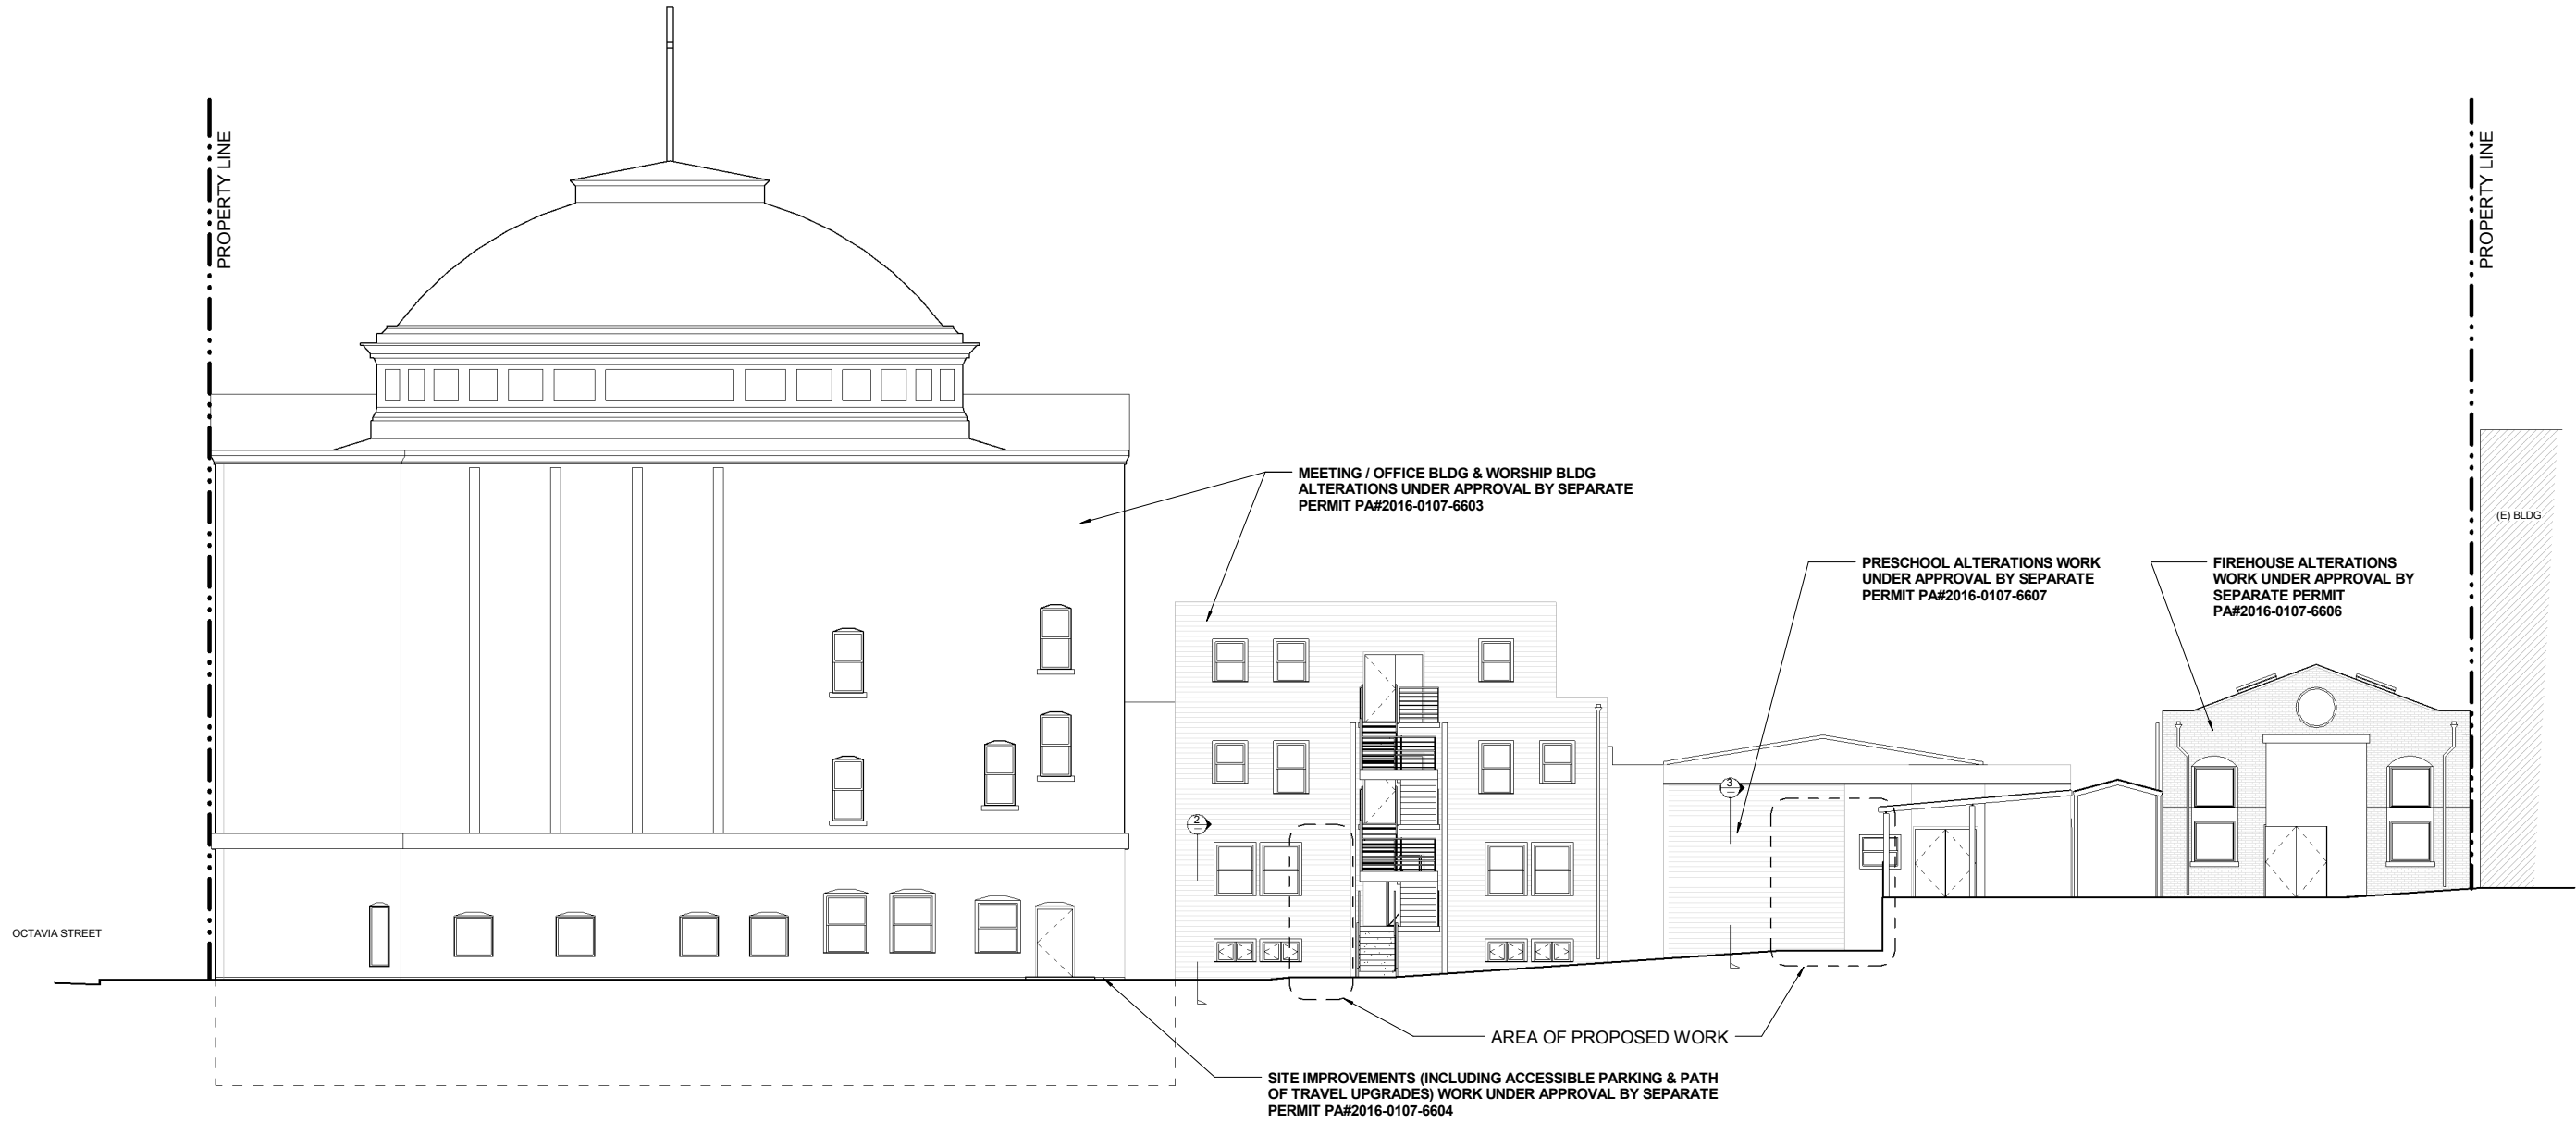 PROPERTY LINE
PROPERTY LINE
MEETING / OFFICE BLDG & WORSHIP BLDG
ALTERATIONS UNDER APPROVAL BY SEPARATE
PERMIT PA#2016-0107-6603
(E) BLDG
PRESCHOOL ALTERATIONS WORK
UNDER APPROVAL BY SEPARATE
PERMIT PA#2016-0107-6607
FIREHOUSE ALTERATIONS
WORK UNDER APPROVAL BY
SEPARATE PERMIT
PA#2016-0107-6606
3
2
OCTAVIA STREET
AREA OF PROPOSED WORK
SITE IMPROVEMENTS (INCLUDING ACCESSIBLE PARKING & PATH
OF TRAVEL UPGRADES) WORK UNDER APPROVAL BY SEPARATE
PERMIT PA#2016-0107-6604